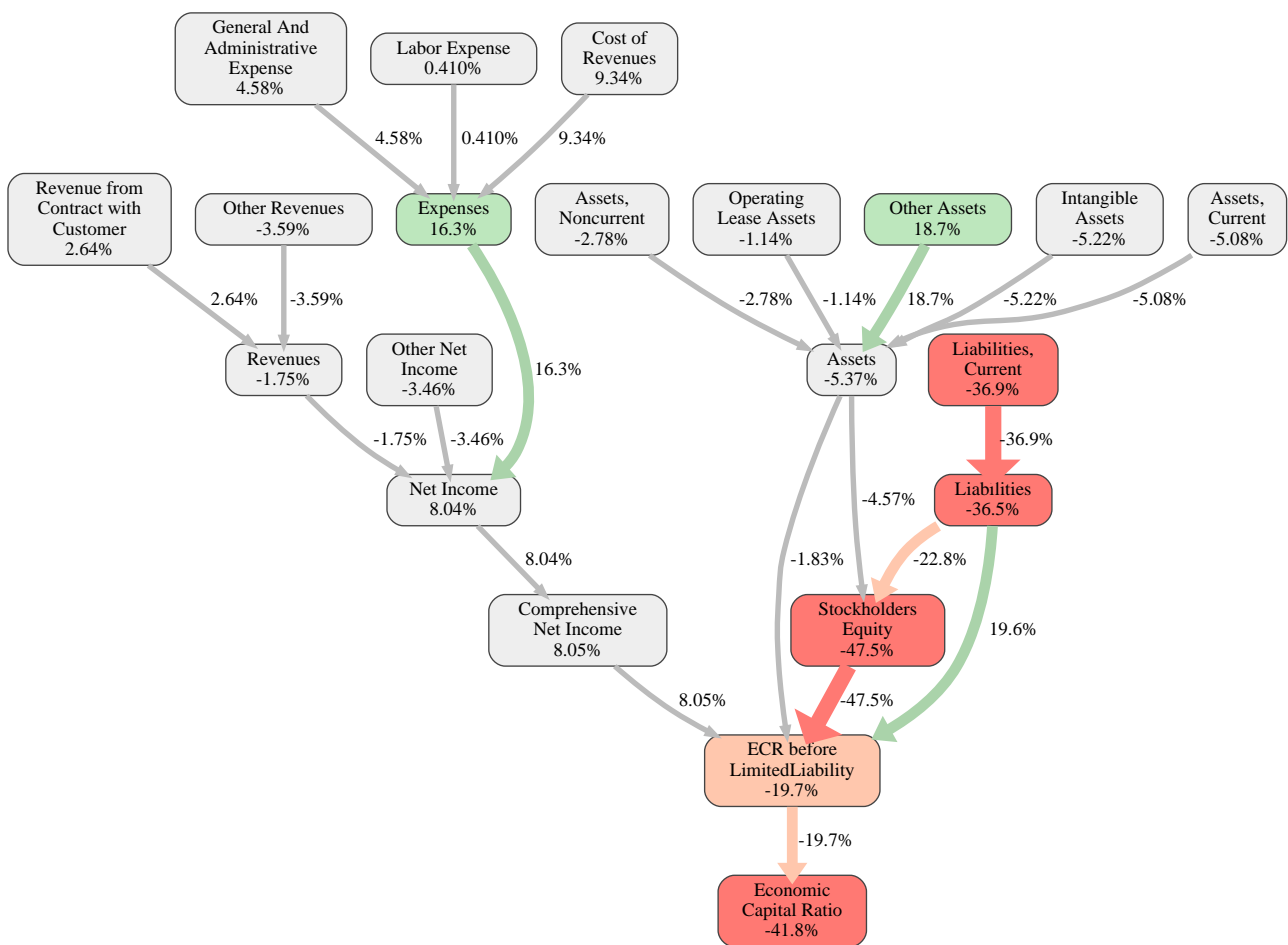 General And
Administrative
Expense
4.58%
Labor Expense
0.410%
Cost of
Revenues
9.34%
4.58%
0.410%
9.34%
Revenue from
Contract with
Customer
2.64%
Other Revenues
-3.59%
Expenses
16.3%
Assets,
Noncurrent
-2.78%
Operating
Lease Assets
-1.14%
Other Assets
18.7%
Intangible
Assets
-5.22%
Assets,
Current
-5.08%
2.64%
-3.59%
-2.78%
-1.14%
18.7%
-5.22%
-5.08%
Revenues
-1.75%
Other Net
Income
-3.46%
16.3%
Assets
-5.37%
Liabilities,
Current
-36.9%
-1.75%
-3.46%
-36.9%
Net Income
8.04%
-4.57%
Liabilities
-36.5%
8.04%
-1.83%
-22.8%
Comprehensive
Net Income
8.05%
Stockholders
Equity
-47.5%
19.6%
8.05%
-47.5%
ECR before
LimitedLiability
-19.7%
-19.7%
Economic
Capital Ratio
-41.8%